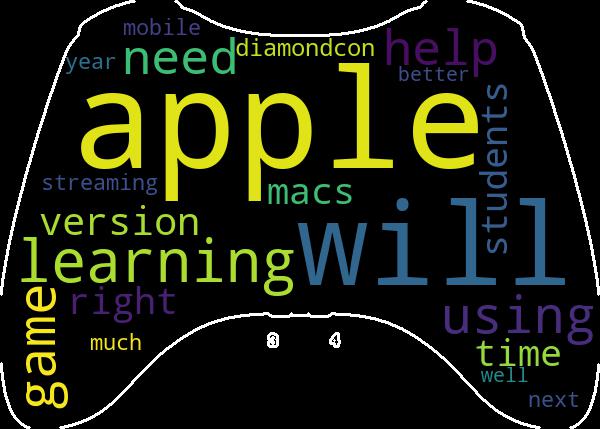 mobile
year
need
diamondcon
help
better
apple
students
streaming
macs
version
will
learning
right
using
game
much
3
4
time
well
next